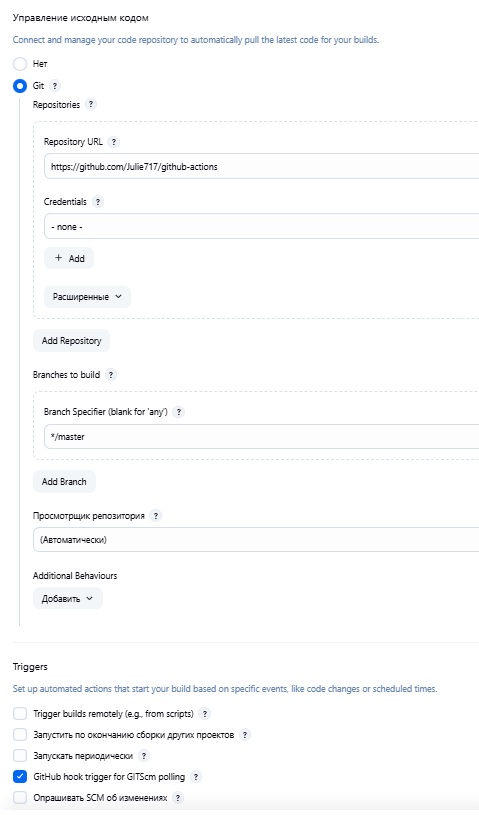 Управление исходным кодом
Connect and manage your code repository to automatically pull the latest code for your builds.
Нет
Git ?
Repositories ?
Repository URL ?
https://github.com/Julie717/github-actions
Credentials ?
- none -
+ Add
Расширенные
Add Repository
Branches to build ?
Branch Specifier (blank for 'any') ?
*/master
Add Branch
Просмотрщик репозитория ?
(Автоматически)
Additional Behaviours
Добавить
Triggers
Set up automated actions that start your build based on specific events, like code changes or scheduled times.
Trigger builds remotely (e.g., from scripts) ?
Запустить по окончанию сборки других проектов ?
Запускать периодически ?
GitHub hook trigger for GITScm polling ?
Опрашивать SCM об изменениях ?